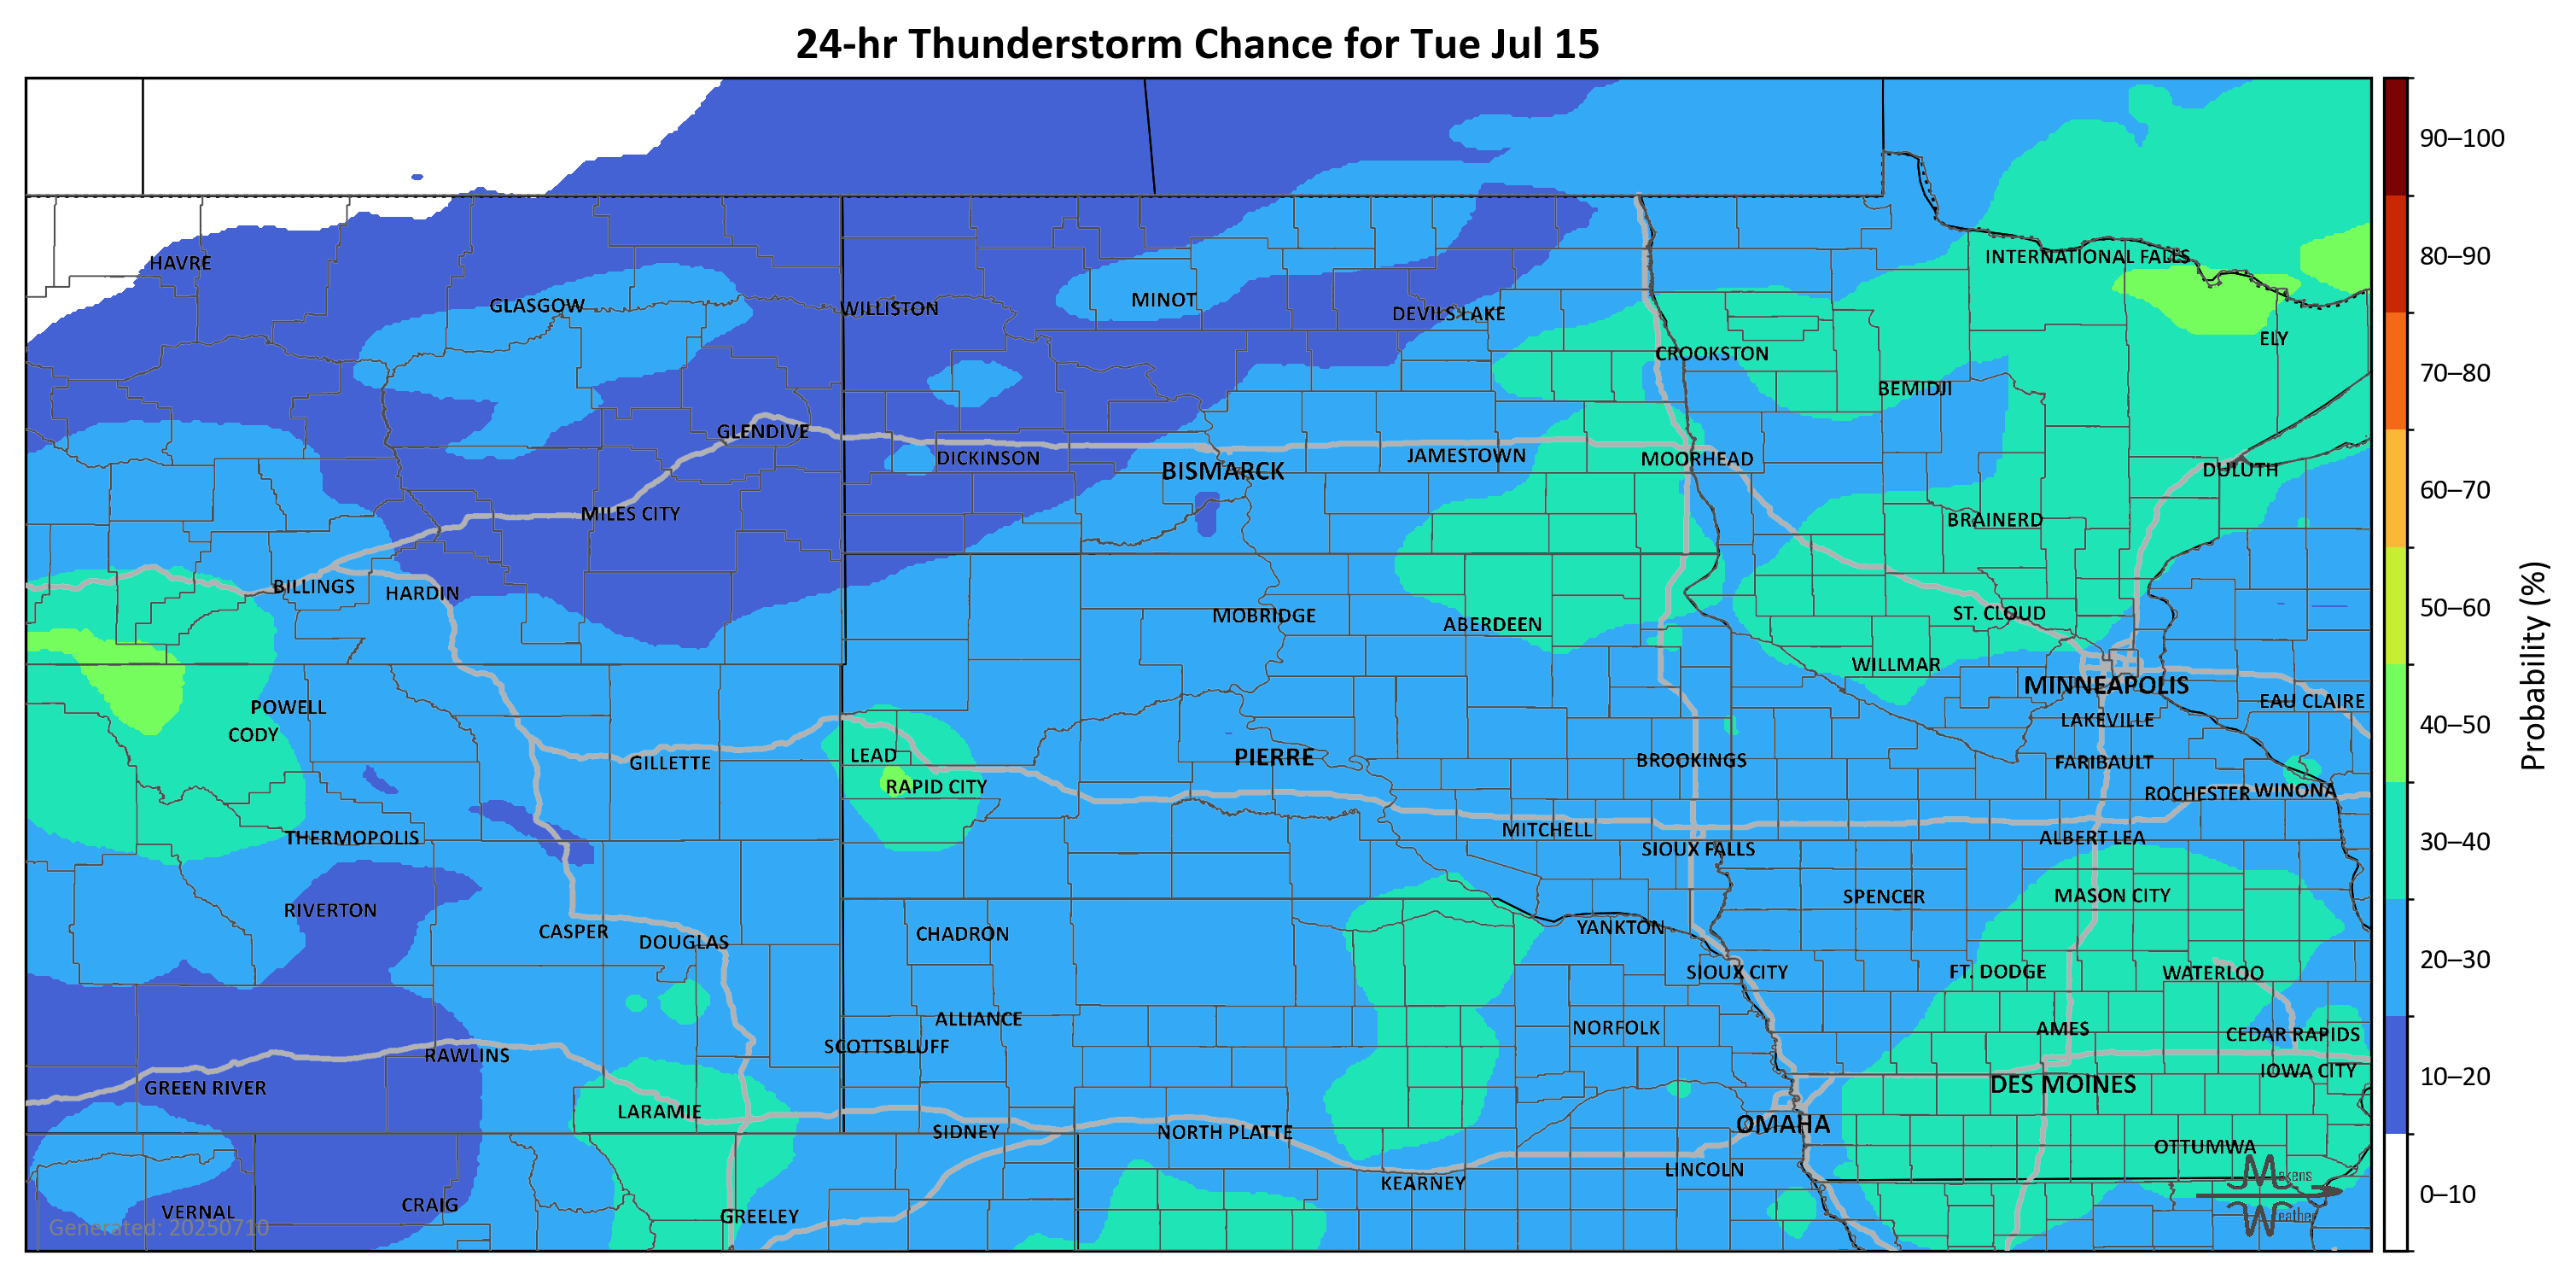 24-hr Thunderstorm Chance for Tue Jul 15
90–100
HAVRE
INTERNATIONAL FALLS
80–90
GLASGOW
WILLISTON
MINOT
DEVILS LAKE
ELY
CROOKSTON
70–80
BEMIDJI
GLENDIVE
DICKINSON
BISMARCK
JAMESTOWN
MOORHEAD
DULUTH
60–70
MILES CITY
BRAINERD
BILLINGS
HARDIN
MOBRIDGE
ABERDEEN
ST. CLOUD
50–60
WILLMAR
MINNEAPOLIS
EAU CLAIRE
POWELL
CODY
LAKEVILLE
40–50
GILLETTE
LEAD
PIERRE
BROOKINGS
FARIBAULT
RAPID CITY
ROCHESTER
WINONA
THERMOPOLIS
MITCHELL
ALBERT LEA
30–40
SIOUX FALLS
SPENCER
MASON CITY
RIVERTON
CASPER
DOUGLAS
CHADRON
YANKTON
SIOUX CITY
FT. DODGE
WATERLOO
20–30
ALLIANCE
NORFOLK
AMES
CEDAR RAPIDS
SCOTTSBLUFF
RAWLINS
IOWA CITY
GREEN RIVER
DES MOINES
10–20
LARAMIE
OMAHA
SIDNEY
NORTH PLATTE
OTTUMWA
LINCOLN
KEARNEY
Makens
Weather
0–10
VERNAL
CRAIG
GREELEY
Generated: 20250710
Probability (%)